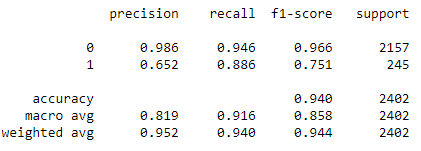 precision recall f1-score support
0 0.986 0.946 0.966 2157
1 0.652 0.886 0.751 245
accuracy 0.940 2402
macro avg 0.819 0.916 0.858 2402
weighted avg 0.952 0.940 0.944 2402